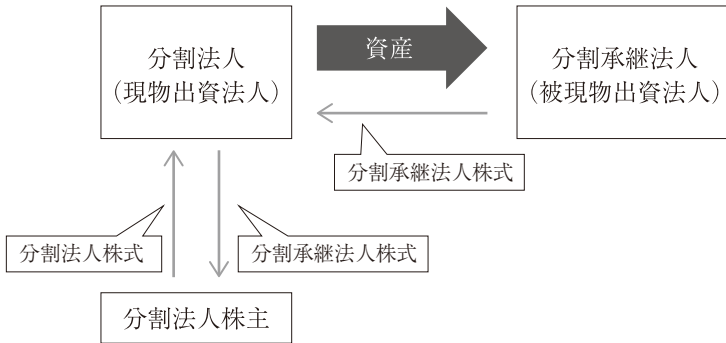 分割法人
（現物出資法人）
資産
分割承継法人
（被現物出資法人）
分割承継法人株式
分割法人株式
分割承継法人株式
分割法人株主